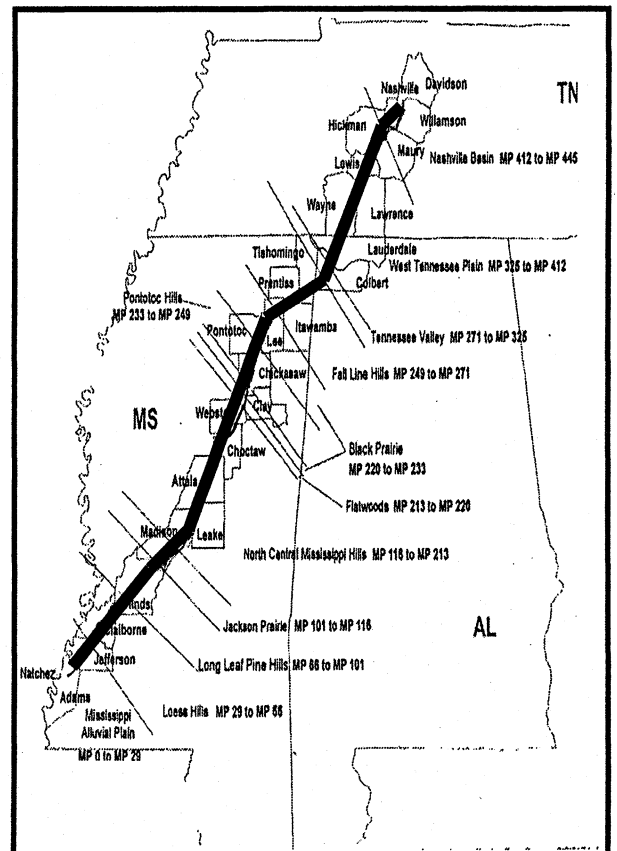 Nashville
Davidson
TN
Hickman
Willamson
Maury
Nashville Basin MP 412 to MP 445
Lewis
Wayne
Lawrence
Tishomingo
Lauderdale
West Tennessee Plain MP 325 to MP 412
Prentiss
Colbert
Pontotoc Hills
MP 233 to MP 249
Pontotoc
Itawamba
Lee
Tennessee Valley MP 271 to MP 325
Chickasaw
Fall Line Hills MP 249 to MP 271
MS
Webst
Clay
Choctaw
Black Prairie
MP 220 to MP 233
Attala
Flatwoods MP 213 to MP 220
Madison
Leake
North Central Mississippi Hills MP 116 to MP 213
inds
Jackson Prairie MP 101 to MP 116
AL
laiborne
Jefferson
Long Leaf Pine Hills MP 66 to MP 101
Natchez
Adams
Mississippi
Alluvial Plain
Loess Hills MP 29 to MP 66
MP 0 to MP 29